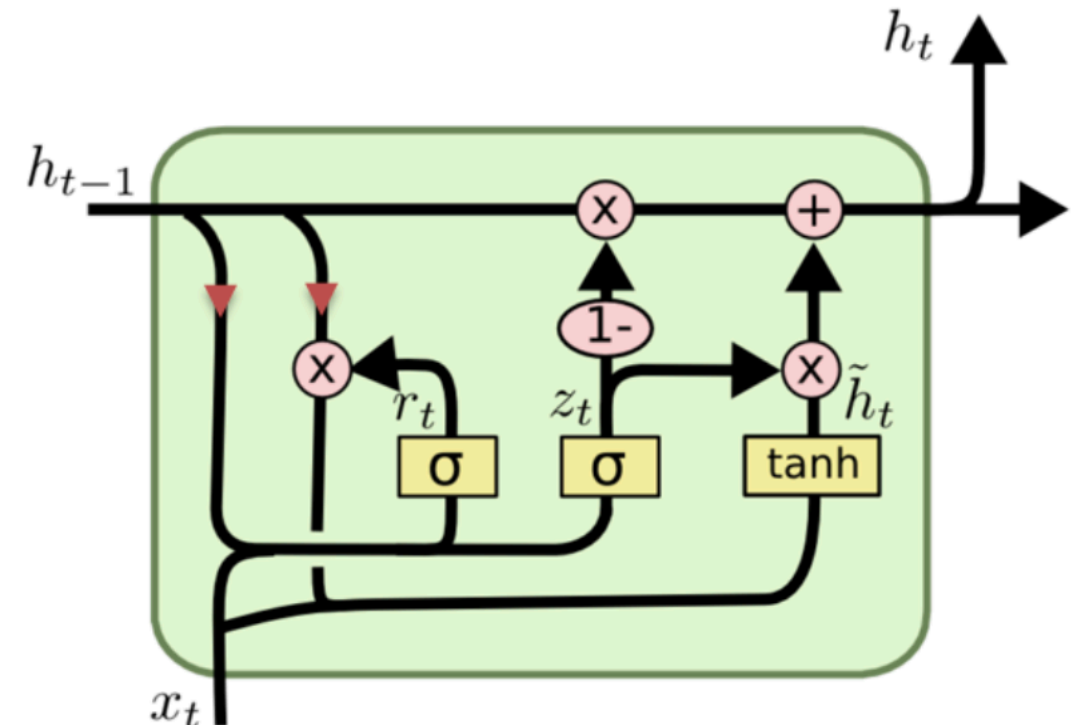 h_t
h_{t-1}
x +
1-
x x
r_t z_t h̃_t
σ σ tanh
x_t